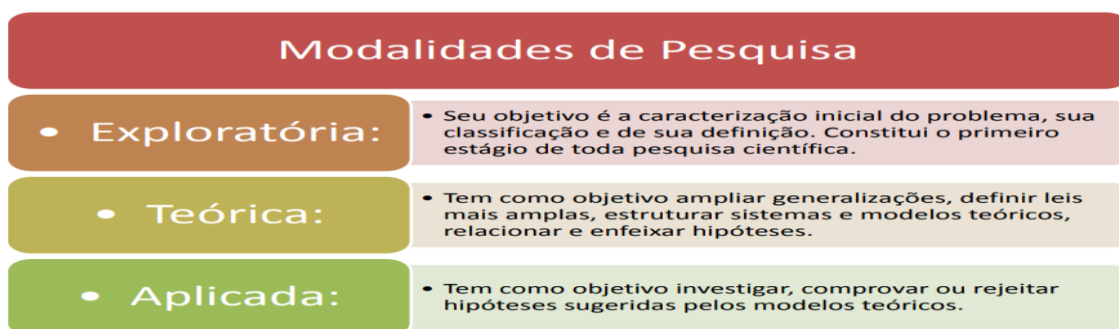 Modalidades de Pesquisa
• Exploratória:
• Seu objetivo é a caracterização inicial do problema, sua
classificação e de sua definição. Constitui o primeiro
estágio de toda pesquisa científica.
• Teórica:
• Tem como objetivo ampliar generalizações, definir leis
mais amplas, estruturar sistemas e modelos teóricos,
relacionar e enfeixar hipóteses.
• Aplicada:
• Tem como objetivo investigar, comprovar ou rejeitar
hipóteses sugeridas pelos modelos teóricos.